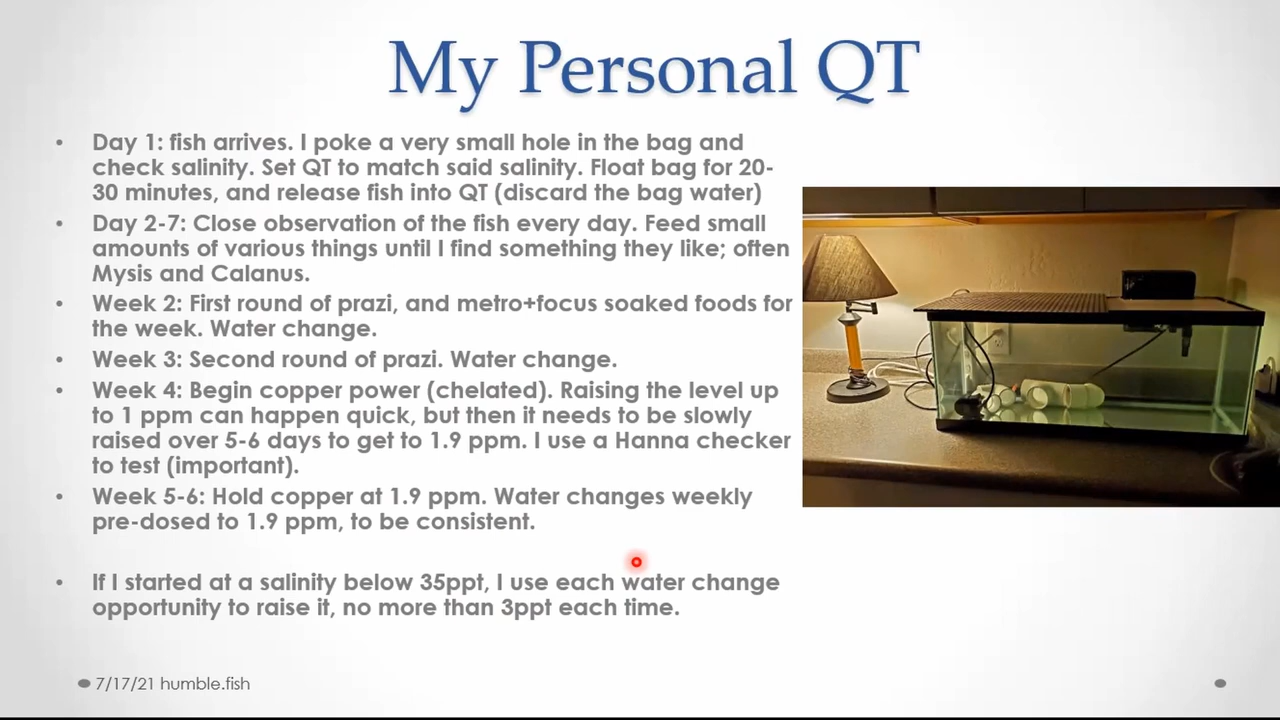 My Personal QT
• Day 1: fish arrives. I poke a very small hole in the bag and
check salinity. Set QT to match said salinity. Float bag for 20-
30 minutes, and release fish into QT (discard the bag water)
• Day 2-7: Close observation of the fish every day. Feed small
amounts of various things until I find something they like; often
Mysis and Calanus.
• Week 2: First round of prazi, and metro+focus soaked foods for
the week. Water change.
• Week 3: Second round of prazi. Water change.
• Week 4: Begin copper power (chelated). Raising the level up
to 1 ppm can happen quick, but then it needs to be slowly
raised over 5-6 days to get to 1.9 ppm. I use a Hanna checker
to test (important).
• Week 5-6: Hold copper at 1.9 ppm. Water changes weekly
pre-dosed to 1.9 ppm, to be consistent.
• If I started at a salinity below 35ppt, I use each water change
opportunity to raise it, no more than 3ppt each time.
7/17/21 humble.fish